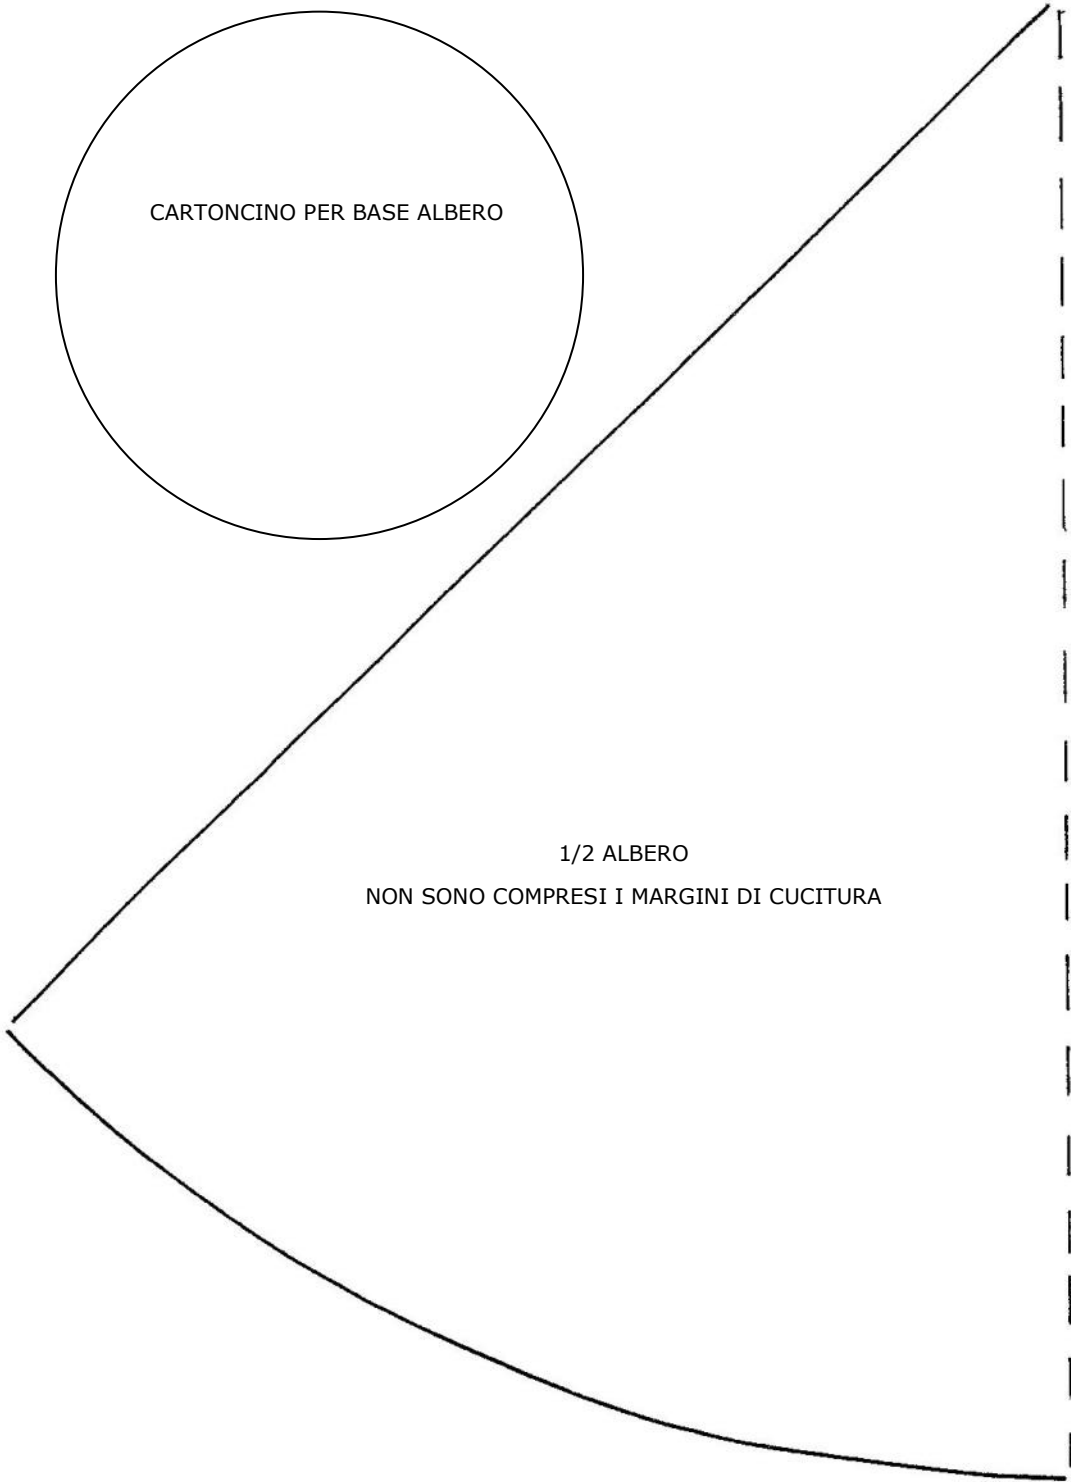 CARTONCINO PER BASE ALBERO
1/2 ALBERO
NON SONO COMPRESI I MARGINI DI CUCITURA